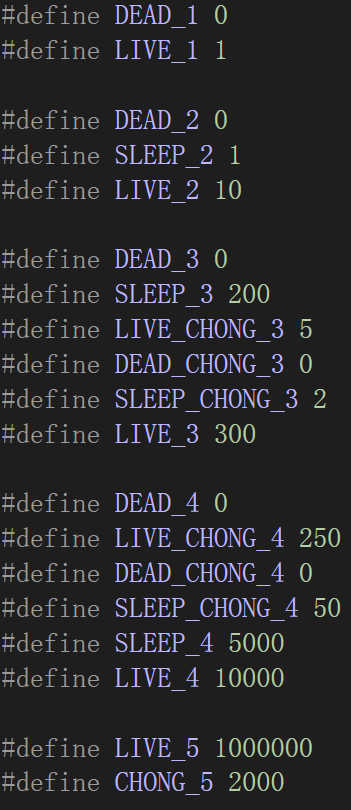 #define DEAD_1 0
#define LIVE_1 1
#define DEAD_2 0
#define SLEEP_2 1
#define LIVE_2 10
#define DEAD_3 0
#define SLEEP_3 200
#define LIVE_CHONG_3 5
#define DEAD_CHONG_3 0
#define SLEEP_CHONG_3 2
#define LIVE_3 300
#define DEAD_4 0
#define LIVE_CHONG_4 250
#define DEAD_CHONG_4 0
#define SLEEP_CHONG_4 50
#define SLEEP_4 5000
#define LIVE_4 10000
#define LIVE_5 1000000
#define CHONG_5 2000